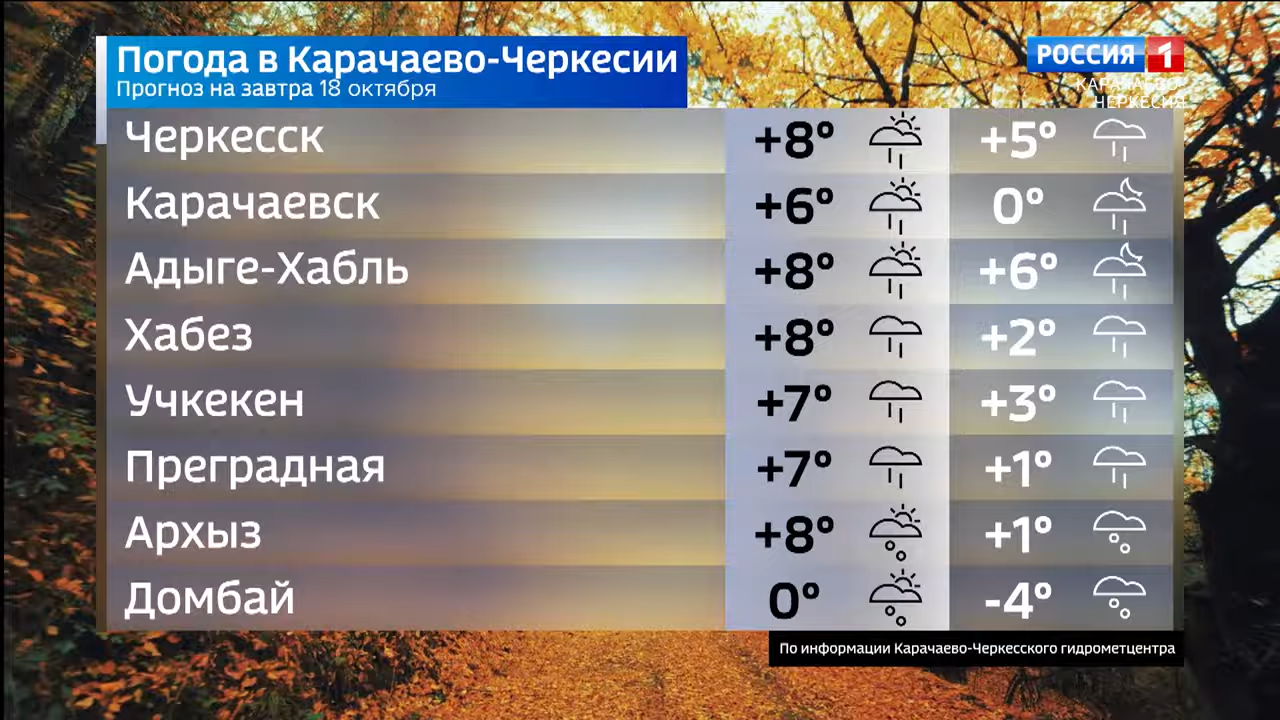 Погода в Карачаево-Черкесии
Прогноз на завтра 18 октября
РОССИЯ 1
КАРАЧАЕВО-
ЧЕРКЕСИЯ
Черкесск +8° +5°
Карачаевск +6° 0°
Адыге-Хабль +8° +6°
Хабез +8° +2°
Учкекен +7° +3°
Преградная +7° +1°
Архыз +8° +1°
Домбай 0° -4°
По информации Карачаево-Черкесского гидрометцентра